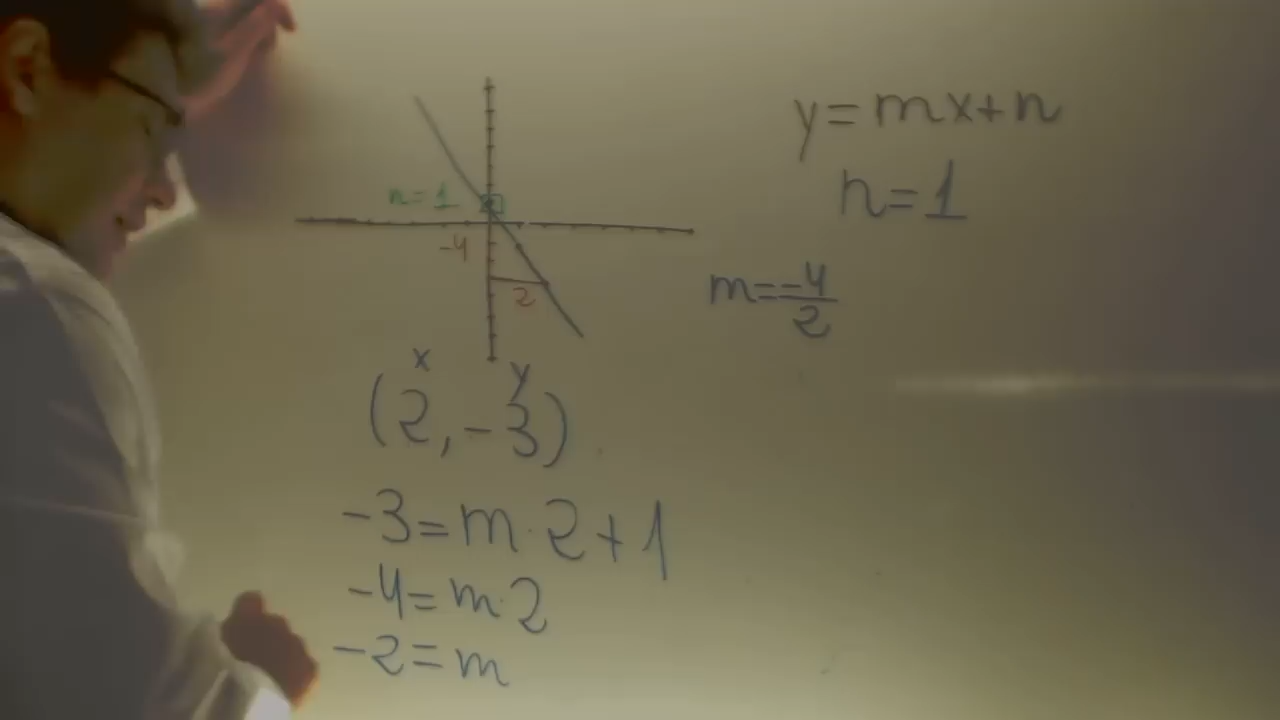 y=mx+n
n=1
n=1
-4
2
m=-4/2
x y
(2,-3)
-3=m·2+1
-4=m·2
-2=m